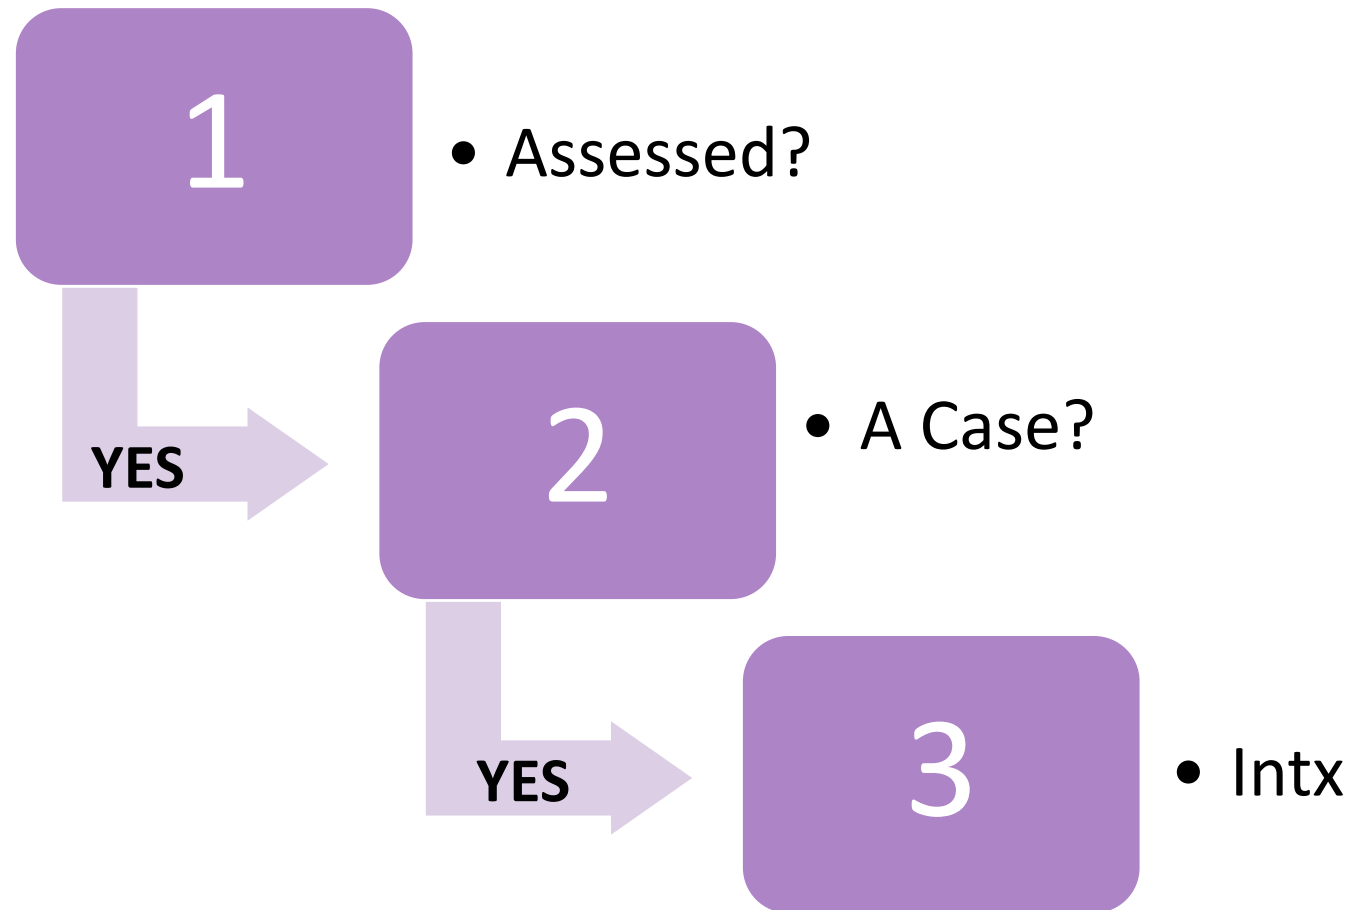 1
• Assessed?
YES
2
• A Case?
YES
3
• Intx